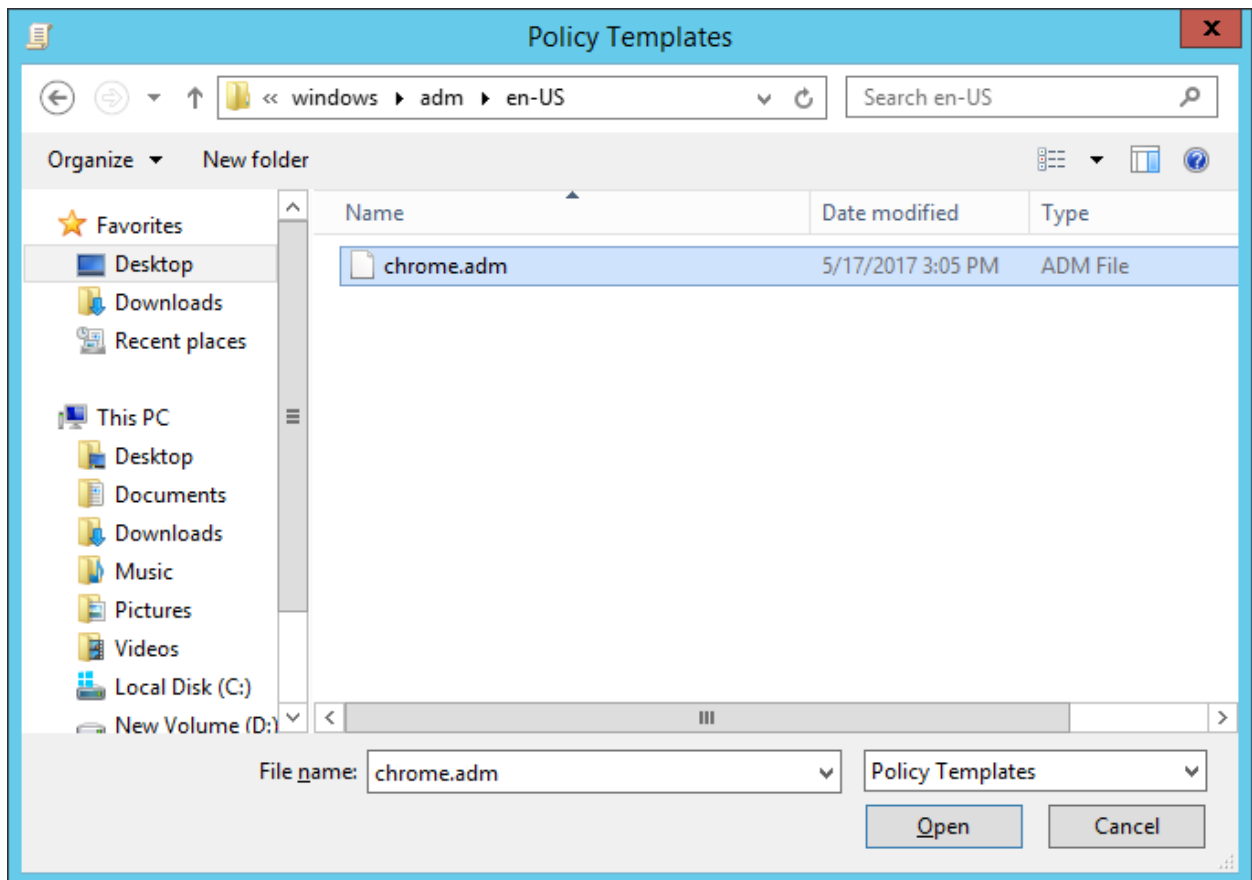 Policy Templates
x
« windows ▸ adm ▸ en-US
Search en-US
Organize
New folder
Name
Date modified
Type
chrome.adm
5/17/2017 3:05 PM
ADM File
Favorites
Desktop
Downloads
Recent places
This PC
Desktop
Documents
Downloads
Music
Pictures
Videos
Local Disk (C:)
New Volume (D:)
File name:
chrome.adm
Policy Templates
Open
Cancel